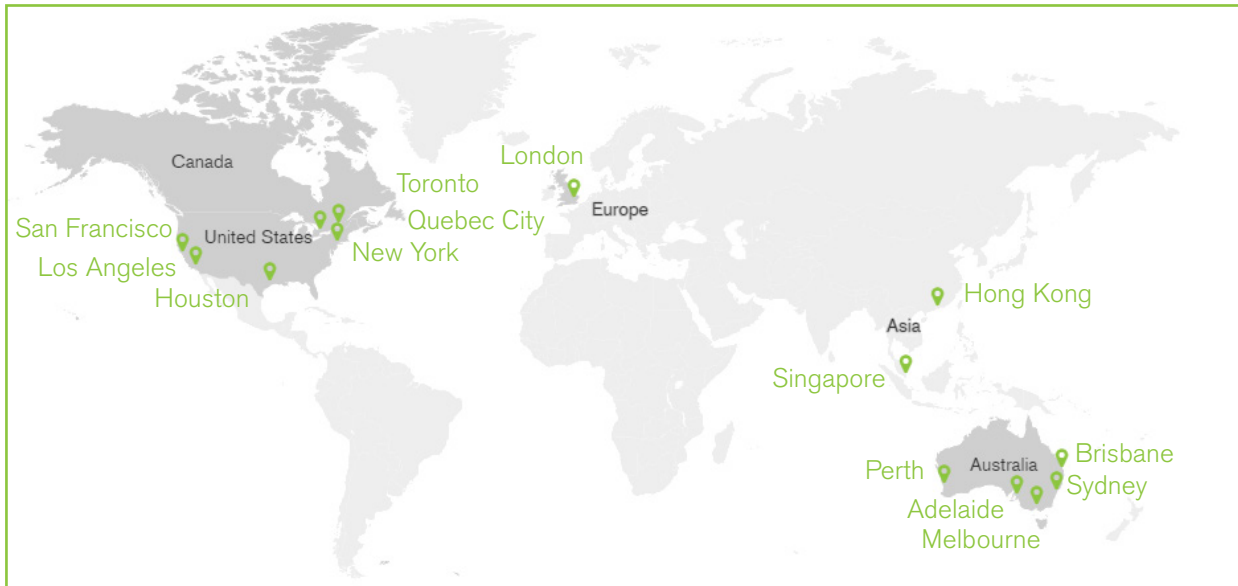 London
Canada
Toronto
Europe
Quebec City
San Francisco
United States
New York
Los Angeles
Houston
Hong Kong
Asia
Singapore
Brisbane
Perth
Australia
Sydney
Adelaide
Melbourne